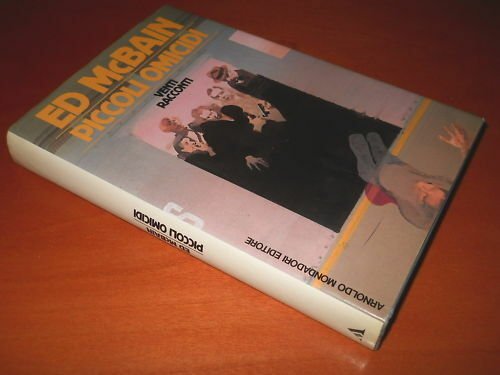 ED McBAIN
PICCOLI OMICIDI
VENTI
RACCONTI
ARNOLDO MONDADORI EDITORE
ED McBAIN
PICCOLI OMICIDI